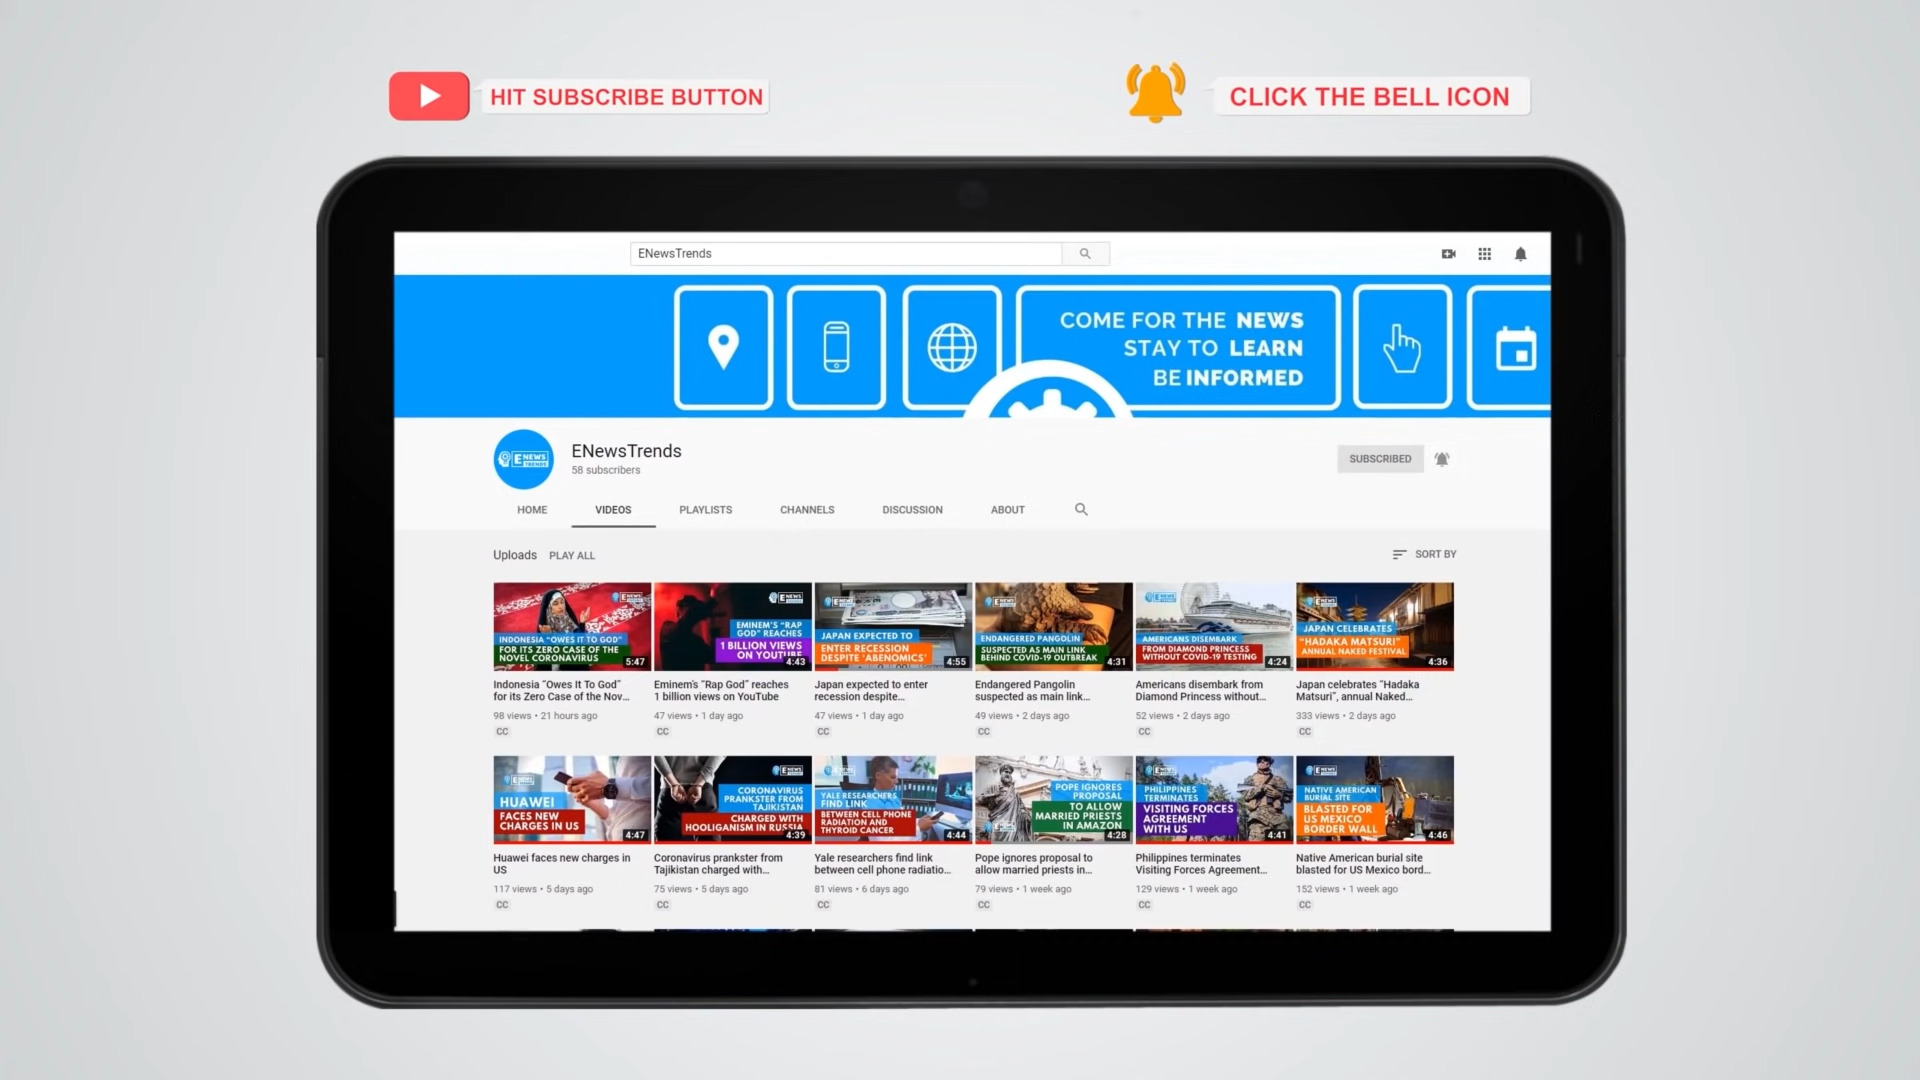 HIT SUBSCRIBE BUTTON
CLICK THE BELL ICON
ENewsTrends
COME FOR THE NEWS
STAY TO LEARN
BE INFORMED
E NEWS
TRENDS
ENewsTrends
58 subscribers
SUBSCRIBED
HOME
VIDEOS
PLAYLISTS
CHANNELS
DISCUSSION
ABOUT
Uploads
PLAY ALL
SORT BY
INDONESIA "OWES IT TO GOD"
FOR ITS ZERO CASE OF THE
NOVEL CORONAVIRUS
5:47
EMINEM'S "RAP
GOD" REACHES
1 BILLION VIEWS
ON YOUTUBE
4:43
JAPAN EXPECTED TO
ENTER RECESSION
DESPITE 'ABENOMICS'
4:55
ENDANGERED PANGOLIN
SUSPECTED AS MAIN LINK
BEHIND COVID-19 OUTBREAK
4:31
AMERICANS DISEMBARK
FROM DIAMOND PRINCESS
WITHOUT COVID-19 TESTING
4:24
JAPAN CELEBRATES
"HADAKA MATSURI"
ANNUAL NAKED FESTIVAL
4:36
Indonesia "Owes It To God"
for its Zero Case of the Nov...
98 views • 21 hours ago
CC
Eminem's "Rap God" reaches
1 billion views on YouTube
47 views • 1 day ago
CC
Japan expected to enter
recession despite...
47 views • 1 day ago
CC
Endangered Pangolin
suspected as main link...
49 views • 2 days ago
CC
Americans disembark from
Diamond Princess without...
52 views • 2 days ago
CC
Japan celebrates "Hadaka
Matsuri", annual Naked...
333 views • 2 days ago
CC
HUAWEI
FACES NEW
CHARGES IN US
4:47
CORONAVIRUS
PRANKSTER FROM
TAJIKISTAN
CHARGED WITH
HOOLIGANISM IN RUSSIA
4:39
YALE RESEARCHERS
FIND LINK
BETWEEN CELL PHONE
RADIATION AND
THYROID CANCER
4:44
POPE IGNORES
PROPOSAL
TO ALLOW
MARRIED PRIESTS
IN AMAZON
4:28
PHILIPPINES
TERMINATES
VISITING FORCES
AGREEMENT
WITH US
4:41
NATIVE AMERICAN
BURIAL SITE
BLASTED FOR
US MEXICO
BORDER WALL
4:46
Huawei faces new charges in
US
117 views • 5 days ago
CC
Coronavirus prankster from
Tajikistan charged with...
75 views • 5 days ago
CC
Yale researchers find link
between cell phone radiatio...
81 views • 6 days ago
CC
Pope ignores proposal to
allow married priests in...
79 views • 1 week ago
CC
Philippines terminates
Visiting Forces Agreement...
129 views • 1 week ago
CC
Native American burial site
blasted for US Mexico bord...
152 views • 1 week ago
CC